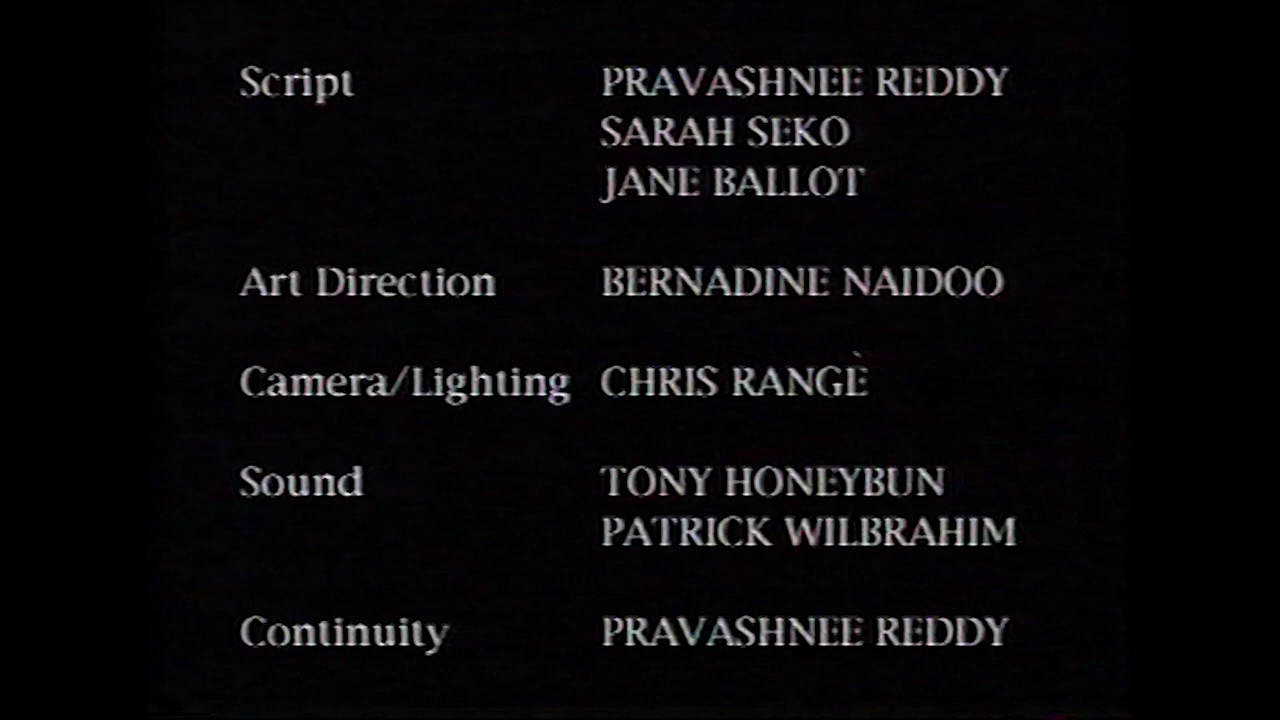 Script PRAVASHNEE REDDY
SARAH SEKO
JANE BALLOT
Art Direction BERNADINE NAIDOO
Camera/Lighting CHRIS RANGÈ
Sound TONY HONEYBUN
PATRICK WILBRAHIM
Continuity PRAVASHNEE REDDY